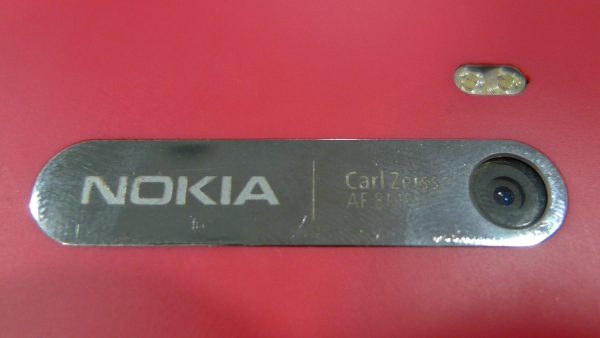 NOKIA
Carl Zeiss
AF 8MP